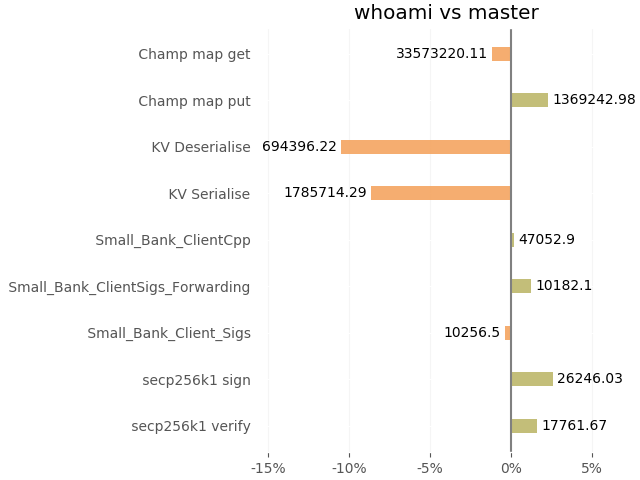 whoami vs master
Champ map get
33573220.11
Champ map put
1369242.98
KV Deserialise
694396.22
KV Serialise
1785714.29
Small_Bank_ClientCpp
47052.9
Small_Bank_ClientSigs_Forwarding
10182.1
Small_Bank_Client_Sigs
10256.5
secp256k1 sign
26246.03
secp256k1 verify
17761.67
-15%
-10%
-5%
0%
5%